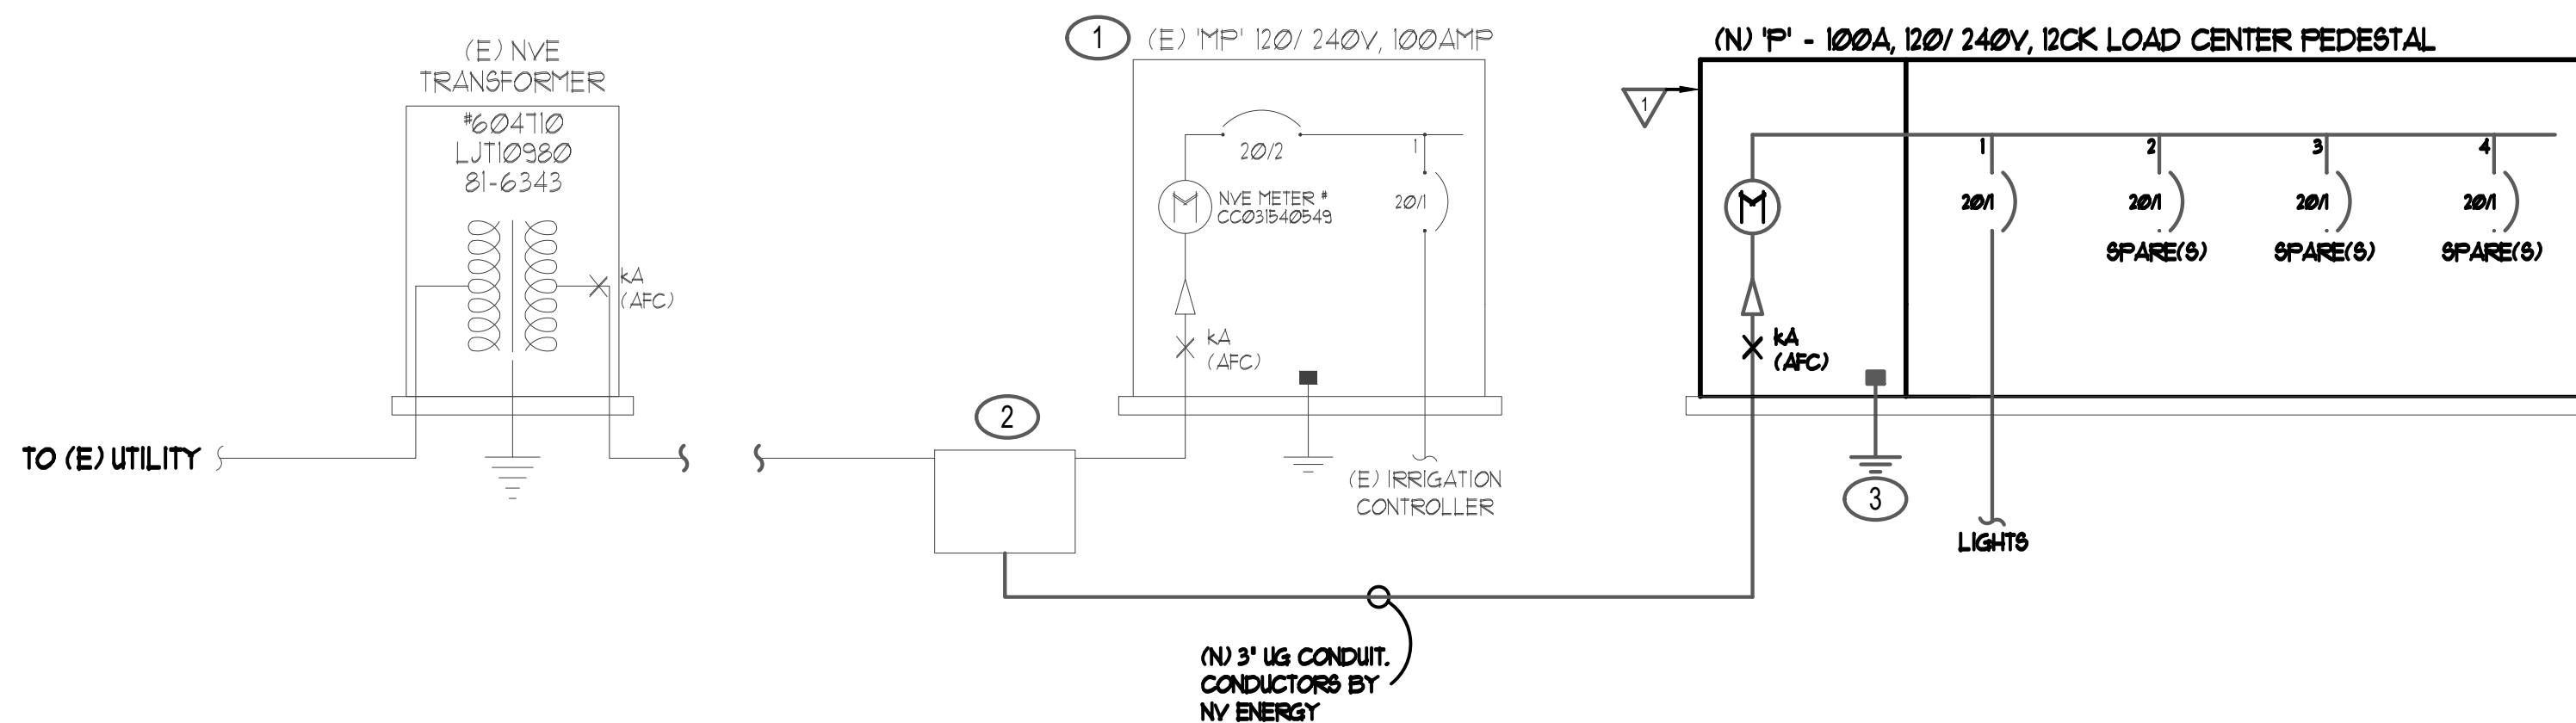 (E) NVE
TRANSFORMER
#604710
LJT10980
81-6343
kA
(AFC)
TO (E) UTILITY
1
(E) 'MP' 120/ 240V, 100AMP
20/2
1
NVE METER #
CC031540549
20/1
kA
(AFC)
2
(E) IRRIGATION
CONTROLLER
(N) 3" UG CONDUIT.
CONDUCTORS BY
NV ENERGY
(N) 'P' - 100A, 120/ 240V, 12CK LOAD CENTER PEDESTAL
1
M
M
1
2
3
4
20/1
20/1
20/1
20/1
SPARE(S)
SPARE(S)
SPARE(S)
kA
(AFC)
3
LIGHTS